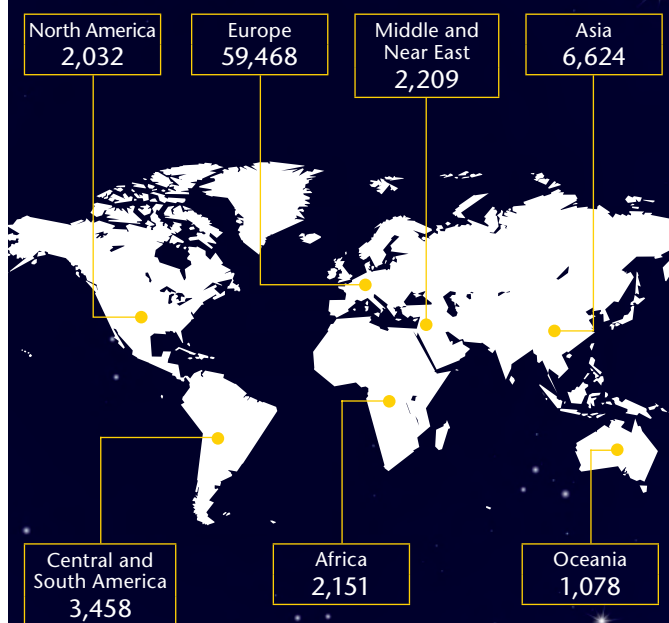 North America
2,032
Europe
59,468
Middle and
Near East
2,209
Asia
6,624
Central and
South America
3,458
Africa
2,151
Oceania
1,078